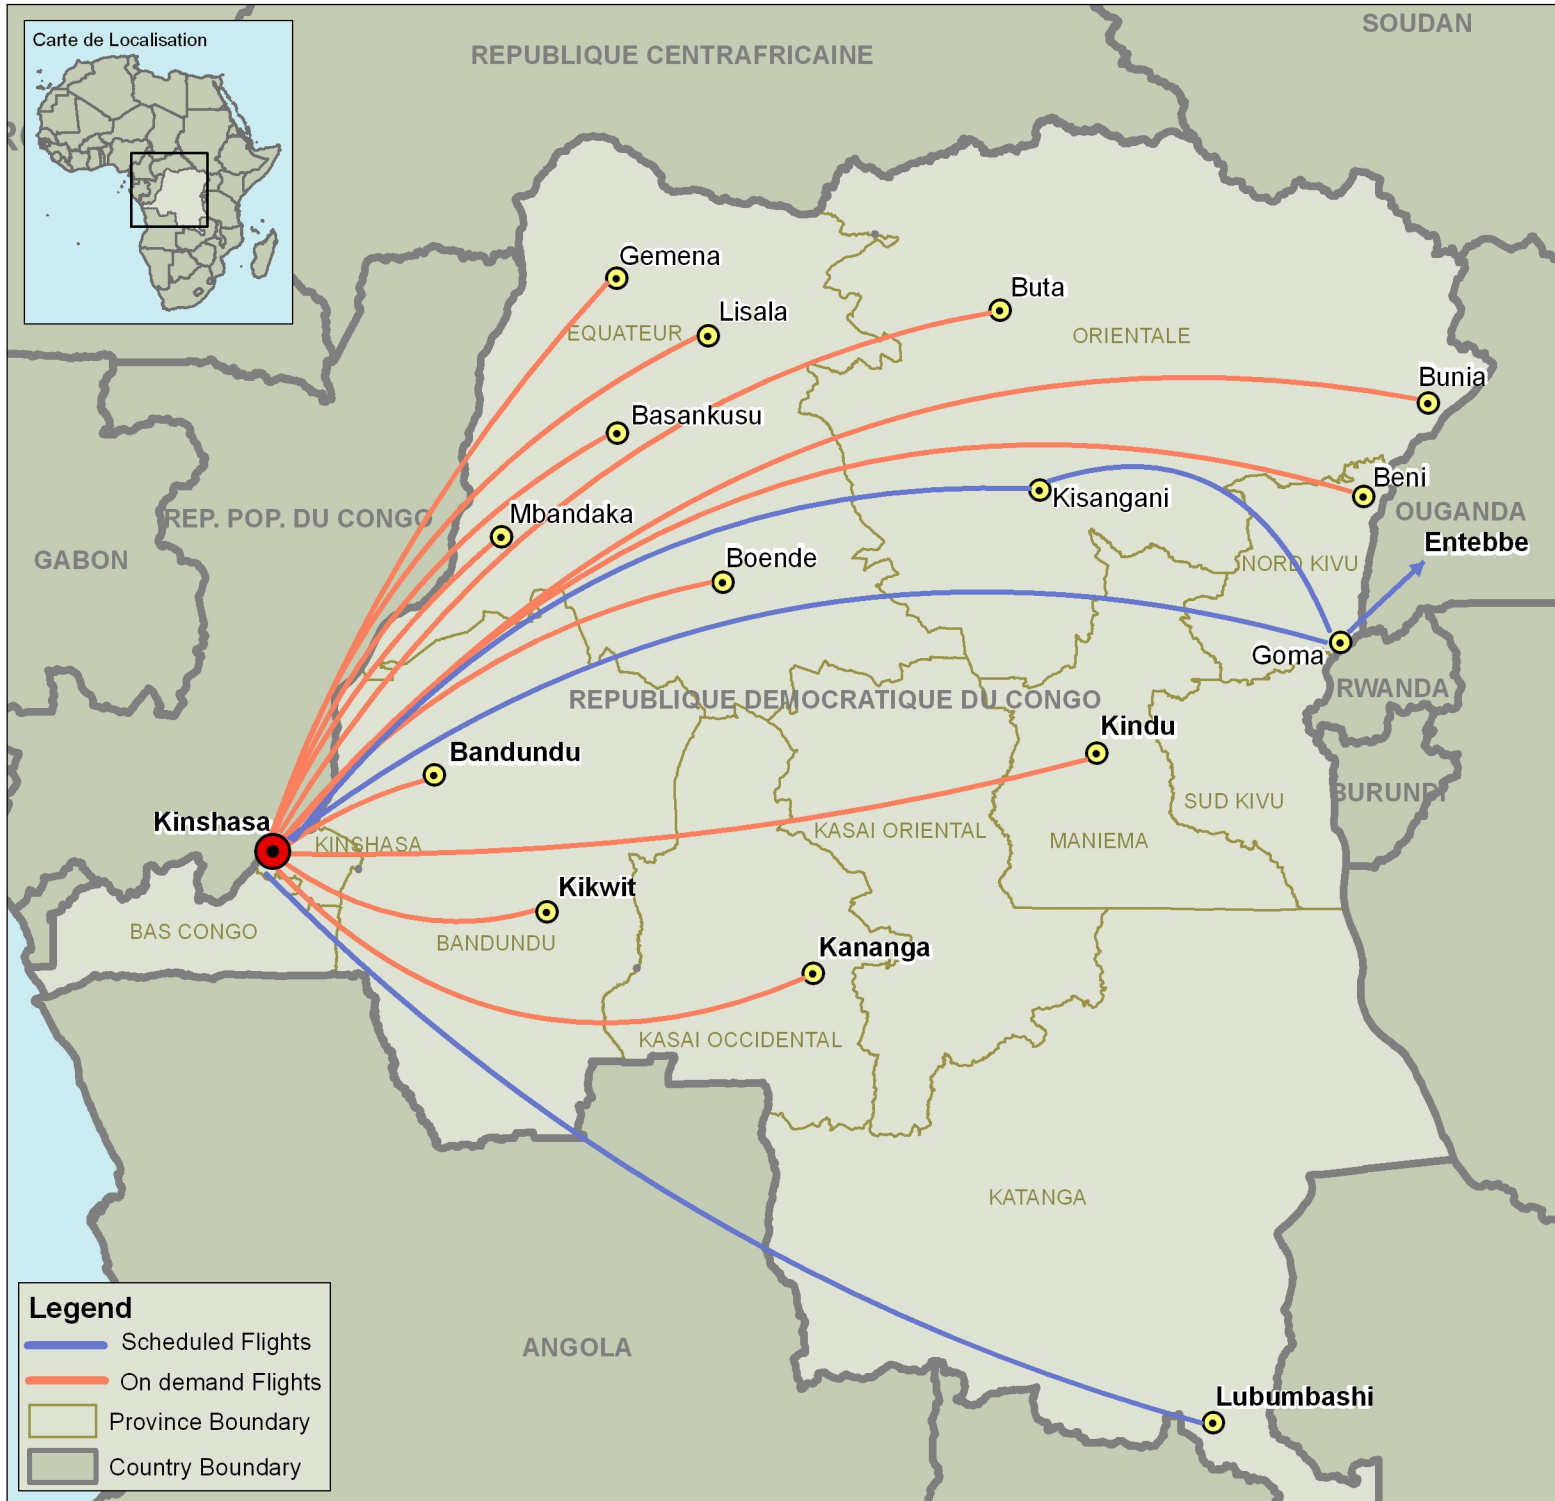 Carte de Localisation
SOUDAN
REPUBLIQUE CENTRAFRICAINE
Gemena
Buta
Lisala
EQUATEUR
ORIENTALE
Bunia
Basankusu
Beni
Kisangani
Mbandaka
REP. POP. DU CONGO
OUGANDA
Entebbe
GABON
Boende
NORD KIVU
Goma
RWANDA
REPUBLIQUE DEMOCRATIQUE DU CONGO
Kindu
Bandundu
BURUNDI
SUD KIVU
Kinshasa
KINSHASA
KASAI ORIENTAL
MANIEMA
Kikwit
BAS CONGO
BANDUNDU
Kananga
KASAI OCCIDENTAL
KATANGA
ANGOLA
Lubumbashi
Legend
Scheduled Flights
On demand Flights
Province Boundary
Country Boundary